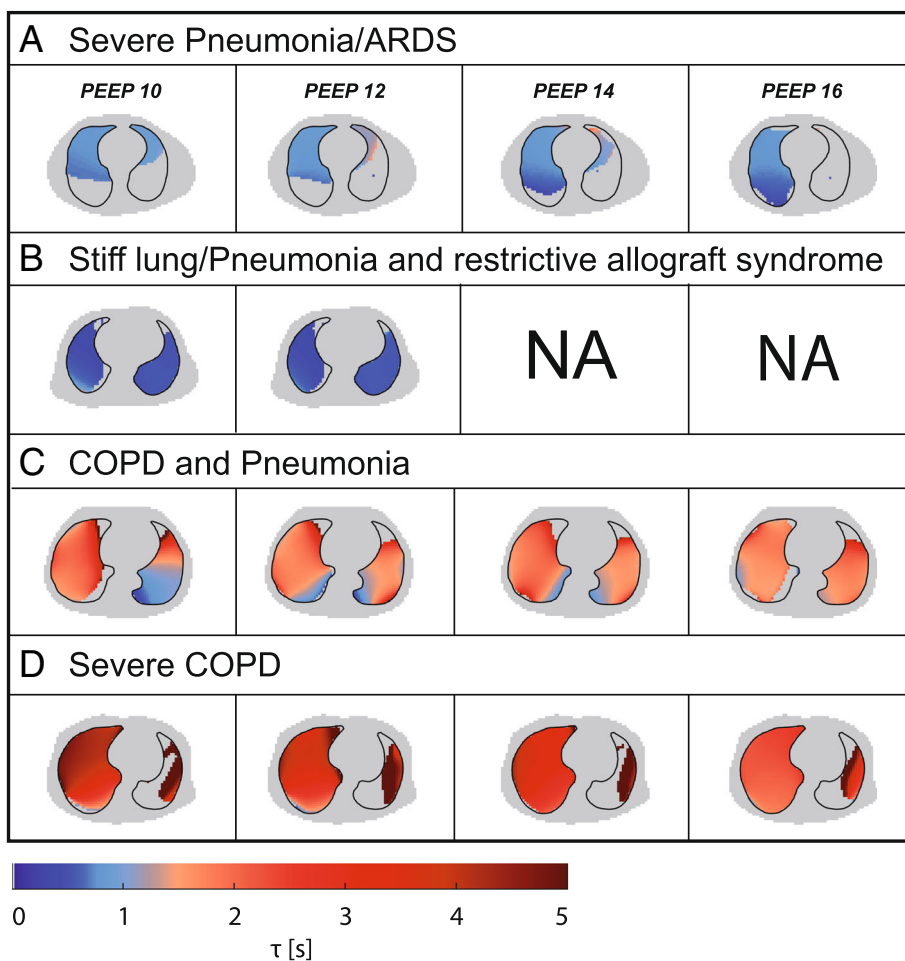 A Severe Pneumonia/ARDS
PEEP 10 PEEP 12 PEEP 14 PEEP 16
B Stiff lung/Pneumonia and restrictive allograft syndrome
NA NA
C COPD and Pneumonia
D Severe COPD
0 1 2 3 4 5
τ [s]